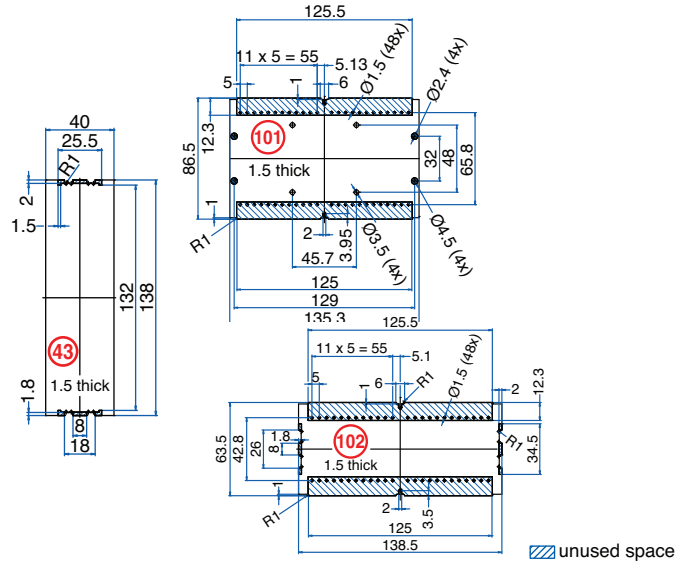 125.5
11 x 5 = 55
5.13
5
1
6
Ø1.5 (48x)
Ø2.4 (4x)
86.5
12.3
101
1.5 thick
32
48
65.8
1
R1
2
3.95
Ø3.5 (4x)
Ø4.5 (4x)
45.7
125
129
135.3
40
25.5
R1
2
1.5
132
138
43
1.5 thick
1.8
8
18
125.5
11 x 5 = 55
5.1
5
1
6
R1
Ø1.5 (48x)
2
12.3
63.5
42.8
26
8
1.8
102
1.5 thick
R1
34.5
1
R1
2
3.5
125
138.5
unused space